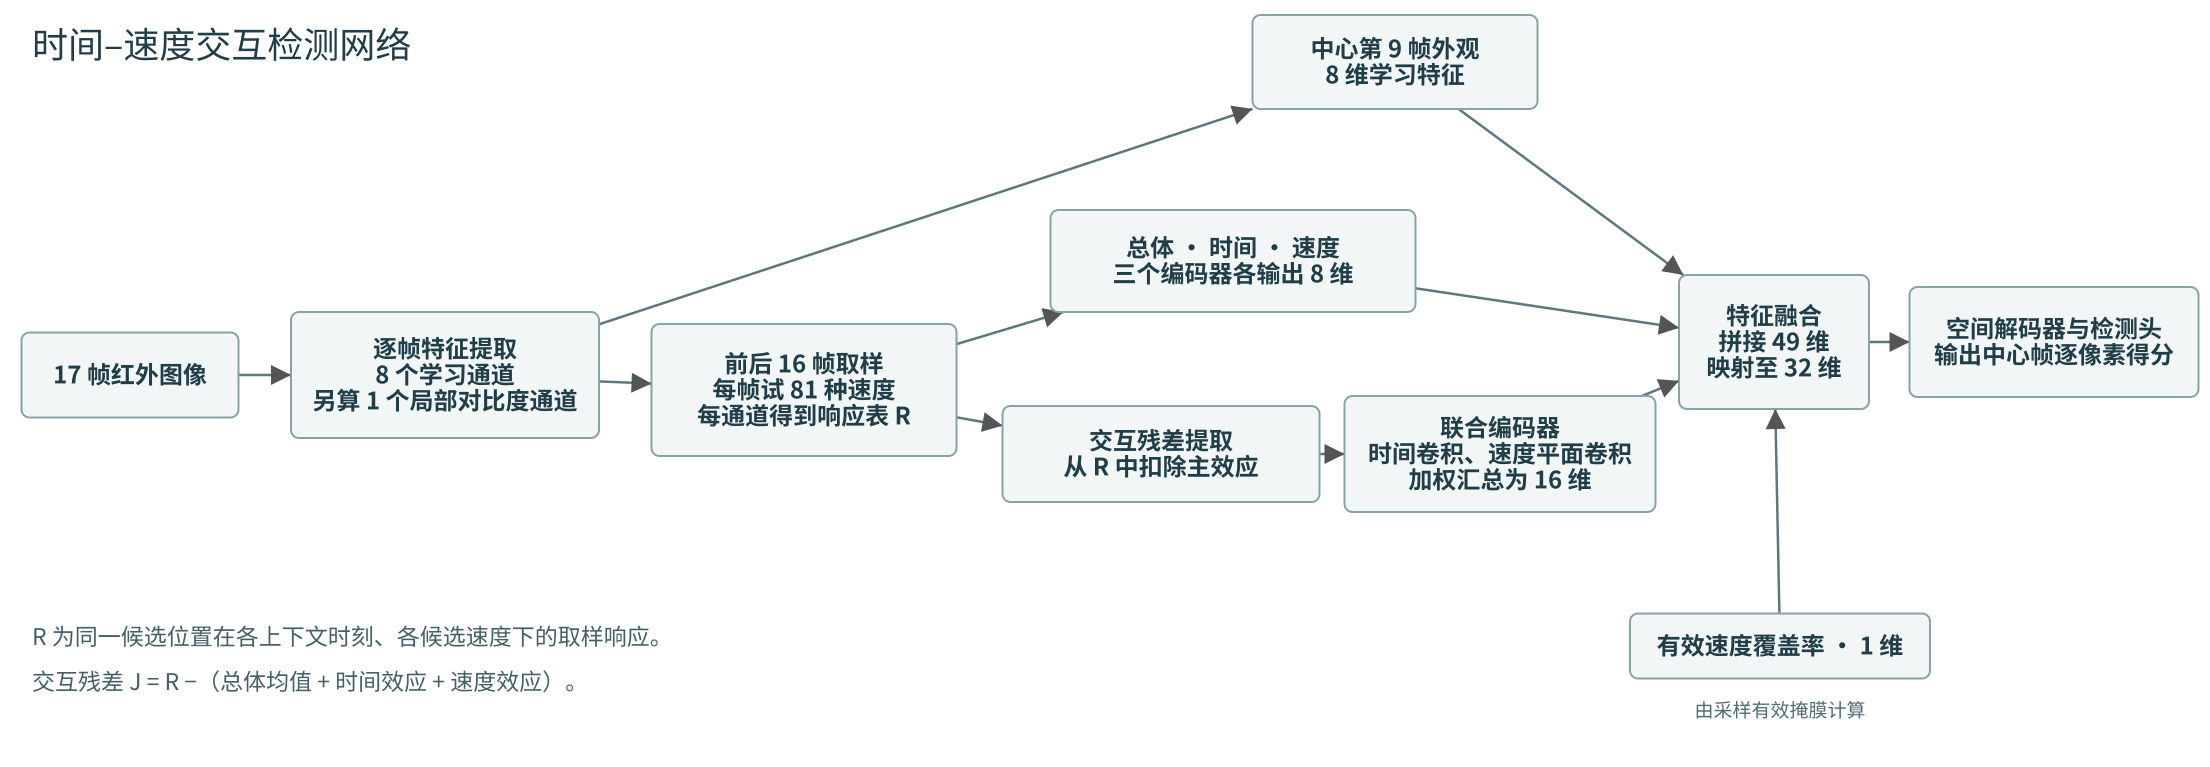 时间–速度交互检测网络
中心第 9 帧外观
8 维学习特征
总体 · 时间 · 速度
三个编码器各输出 8 维
17 帧红外图像
逐帧特征提取
8 个学习通道
另算 1 个局部对比度通道
前后 16 帧取样
每帧试 81 种速度
每通道得到响应表 R
交互残差提取
从 R 中扣除主效应
联合编码器
时间卷积、速度平面卷积
加权汇总为 16 维
特征融合
拼接 49 维
映射至 32 维
空间解码器与检测头
输出中心帧逐像素得分
有效速度覆盖率 · 1 维
由采样有效掩膜计算
R 为同一候选位置在各上下文时刻、各候选速度下的取样响应。
交互残差 J = R −（总体均值 + 时间效应 + 速度效应）。